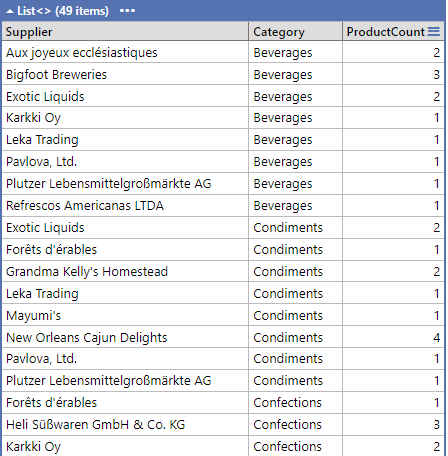 List<> (49 items) •••
Supplier Category ProductCount
Aux joyeux ecclésiastiques Beverages 2
Bigfoot Breweries Beverages 3
Exotic Liquids Beverages 2
Karkki Oy Beverages 1
Leka Trading Beverages 1
Pavlova, Ltd. Beverages 1
Plutzer Lebensmittelgroßmärkte AG Beverages 1
Refrescos Americanas LTDA Beverages 1
Exotic Liquids Condiments 2
Forêts d'érables Condiments 1
Grandma Kelly's Homestead Condiments 2
Leka Trading Condiments 1
Mayumi's Condiments 1
New Orleans Cajun Delights Condiments 4
Pavlova, Ltd. Condiments 1
Plutzer Lebensmittelgroßmärkte AG Condiments 1
Forêts d'érables Confections 1
Heli Süßwaren GmbH & Co. KG Confections 3
Karkki Oy Confections 2